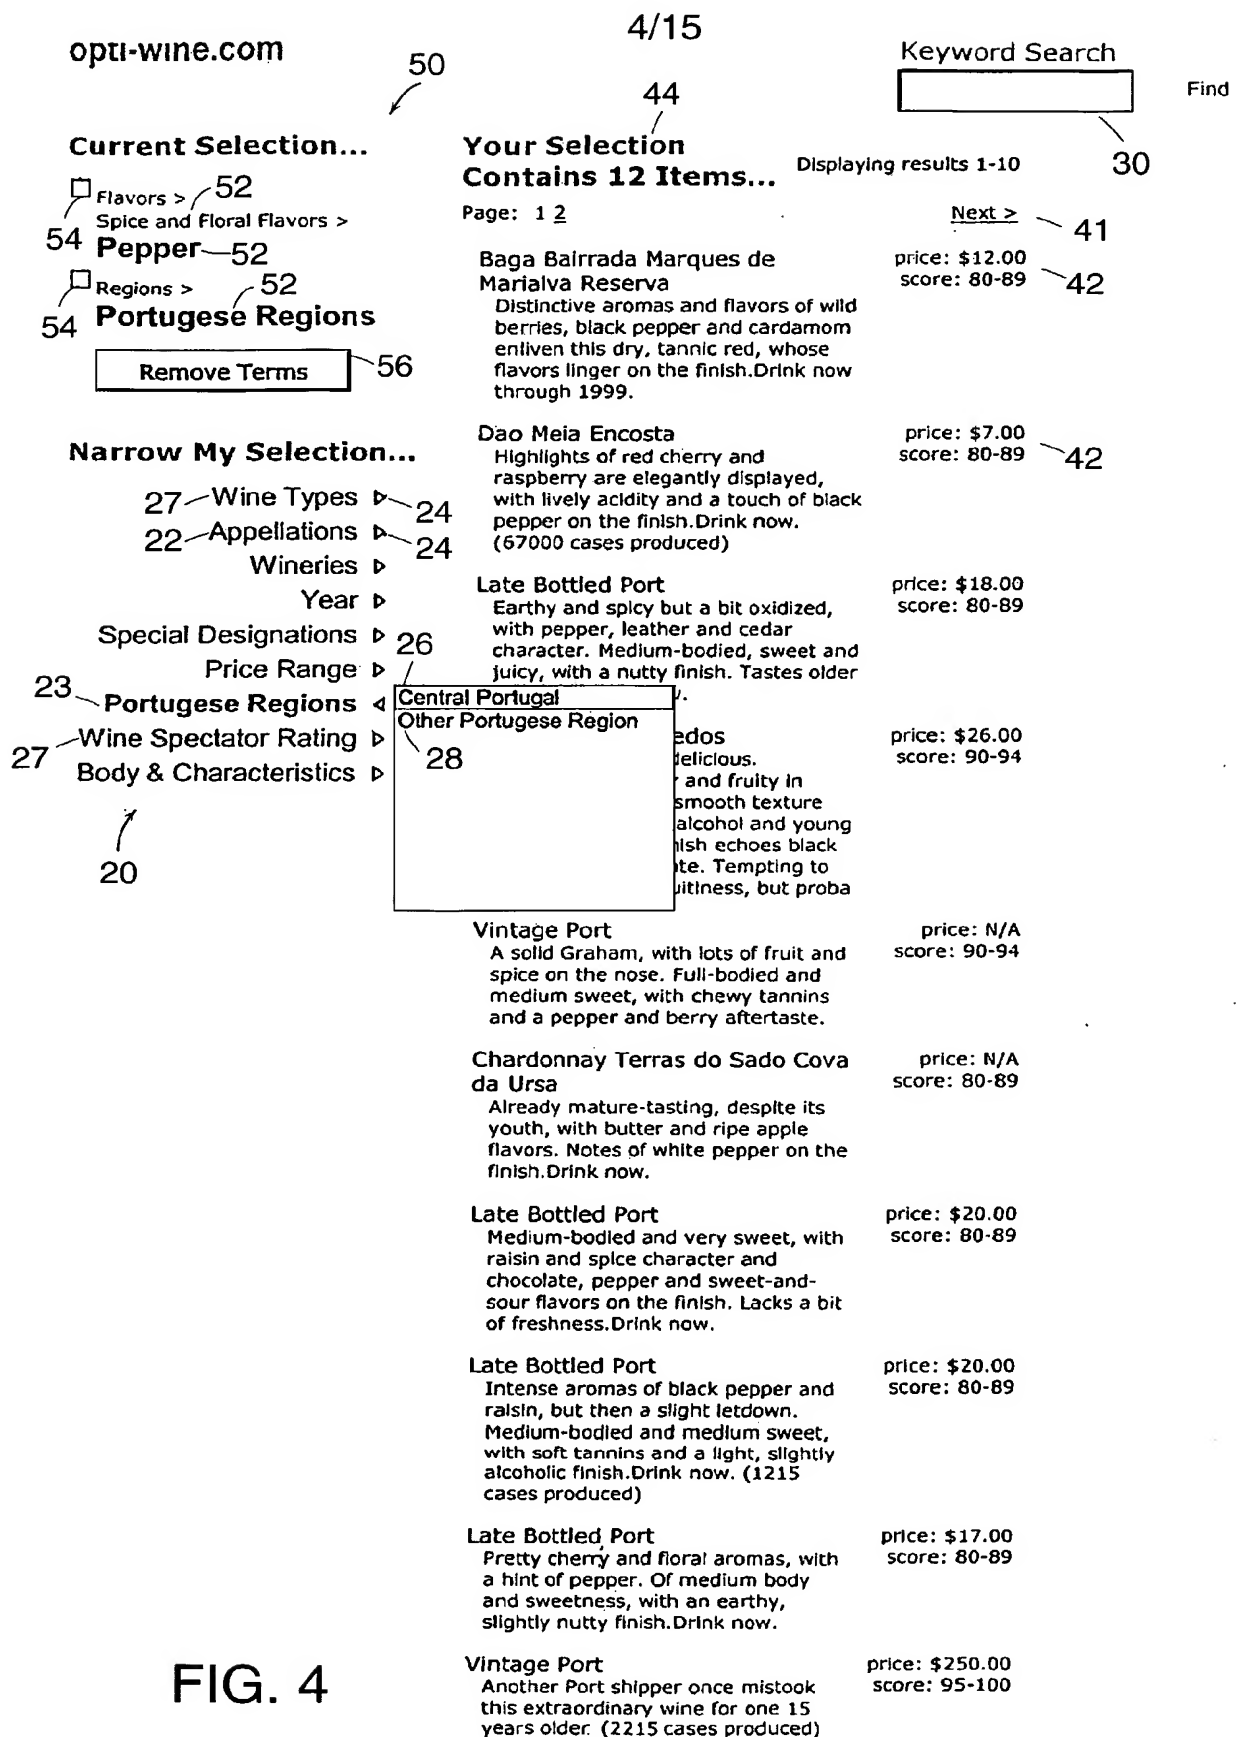 4/15
opti-wine.com
Keyword Search
Find
30
50
Current Selection...
Flavors >
52
Spice and Floral Flavors >
54
Pepper
52
Regions >
52
54
Portugese Regions
Remove Terms
56
Narrow My Selection...
27
Wine Types
24
22
Appellations
24
Wineries
Year
Special Designations
Price Range
23
Portugese Regions
27
Wine Spectator Rating
Body & Characteristics
20
26
Central Portugal
Other Portugese Region
28
44
Your Selection
Contains 12 Items...
Displaying results 1-10
Page: 1 2
Next >
41
Baga Bairrada Marques de
Marialva Reserva
price: $12.00
score: 80-89
42
Distinctive aromas and flavors of wild
berries, black pepper and cardamom
enliven this dry, tannic red, whose
flavors linger on the finish.Drink now
through 1999.
Dao Meia Encosta
price: $7.00
score: 80-89
42
Highlights of red cherry and
raspberry are elegantly displayed,
with lively acidity and a touch of black
pepper on the finish.Drink now.
(67000 cases produced)
Late Bottled Port
price: $18.00
score: 80-89
Earthy and spicy but a bit oxidized,
with pepper, leather and cedar
character. Medium-bodied, sweet and
juicy, with a nutty finish. Tastes older
edos
price: $26.00
score: 90-94
elicious.
and fruity in
smooth texture
alcohol and young
ish echoes black
te. Tempting to
uitiness, but proba
Vintage Port
price: N/A
score: 90-94
A solid Graham, with lots of fruit and
spice on the nose. Full-bodied and
medium sweet, with chewy tannins
and a pepper and berry aftertaste.
Chardonnay Terras do Sado Cova
da Ursa
price: N/A
score: 80-89
Already mature-tasting, despite its
youth, with butter and ripe apple
flavors. Notes of white pepper on the
finish.Drink now.
Late Bottled Port
price: $20.00
score: 80-89
Medium-bodied and very sweet, with
raisin and spice character and
chocolate, pepper and sweet-and-
sour flavors on the finish. Lacks a bit
of freshness.Drink now.
Late Bottled Port
price: $20.00
score: 80-89
Intense aromas of black pepper and
raisin, but then a slight letdown.
Medium-bodied and medium sweet,
with soft tannins and a light, slightly
alcoholic finish.Drink now. (1215
cases produced)
Late Bottled Port
price: $17.00
score: 80-89
Pretty cherry and floral aromas, with
a hint of pepper. Of medium body
and sweetness, with an earthy,
slightly nutty finish.Drink now.
Vintage Port
price: $250.00
score: 95-100
Another Port shipper once mistook
this extraordinary wine for one 15
years older. (2215 cases produced)
FIG. 4